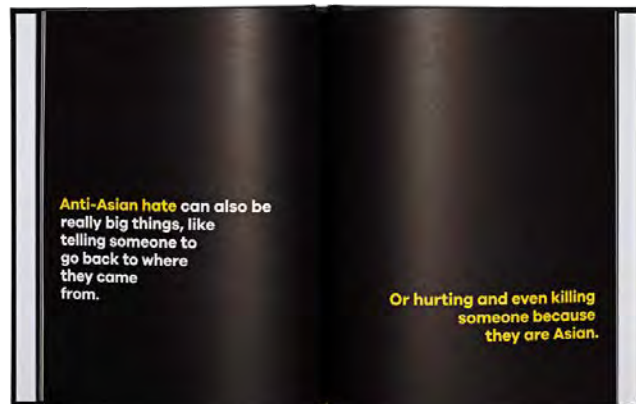 Anti-Asian hate can also be
really big things, like
telling someone to
go back to where
they came
from.
Or hurting and even killing
someone because
they are Asian.